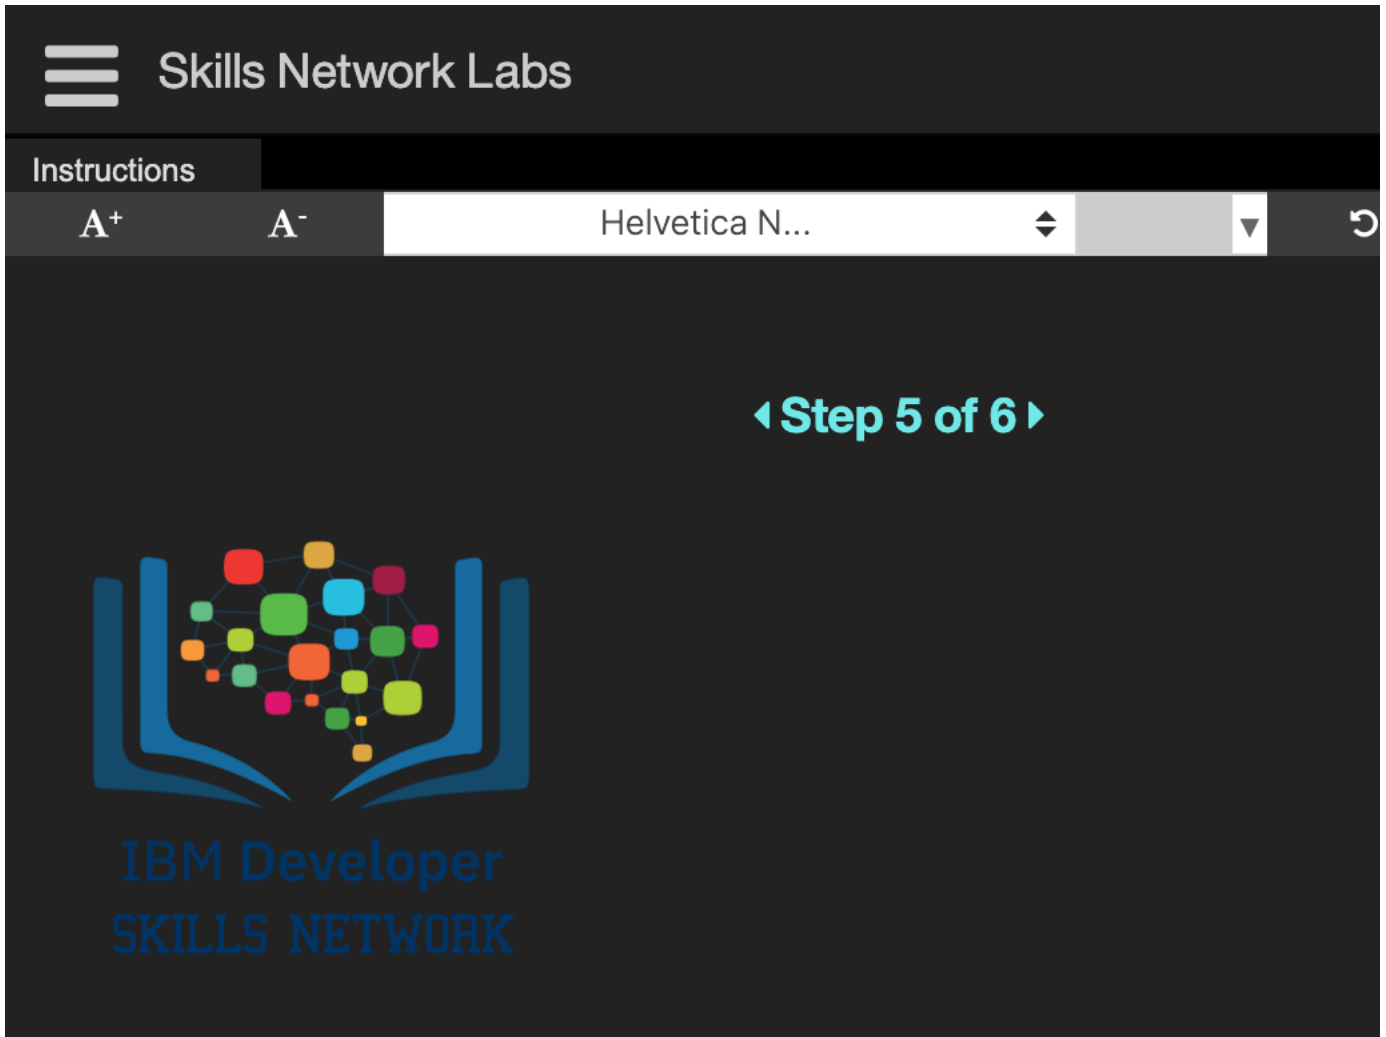 Skills Network Labs
Instructions
A+ A- Helvetica N...
Step 5 of 6
IBM Developer
SKILLS NETWORK